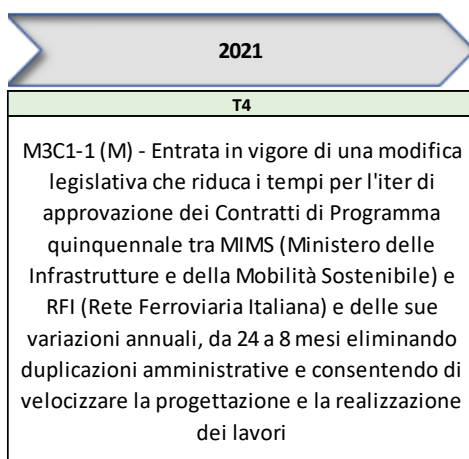 2021
T4
M3C1-1 (M) - Entrata in vigore di una modifica
legislativa che riduca i tempi per l'iter di
approvazione dei Contratti di Programma
quinquennale tra MIMS (Ministero delle
Infrastrutture e della Mobilità Sostenibile) e
RFI (Rete Ferroviaria Italiana) e delle sue
variazioni annuali, da 24 a 8 mesi eliminando
duplicazioni amministrative e consentendo di
velocizzare la progettazione e la realizzazione
dei lavori